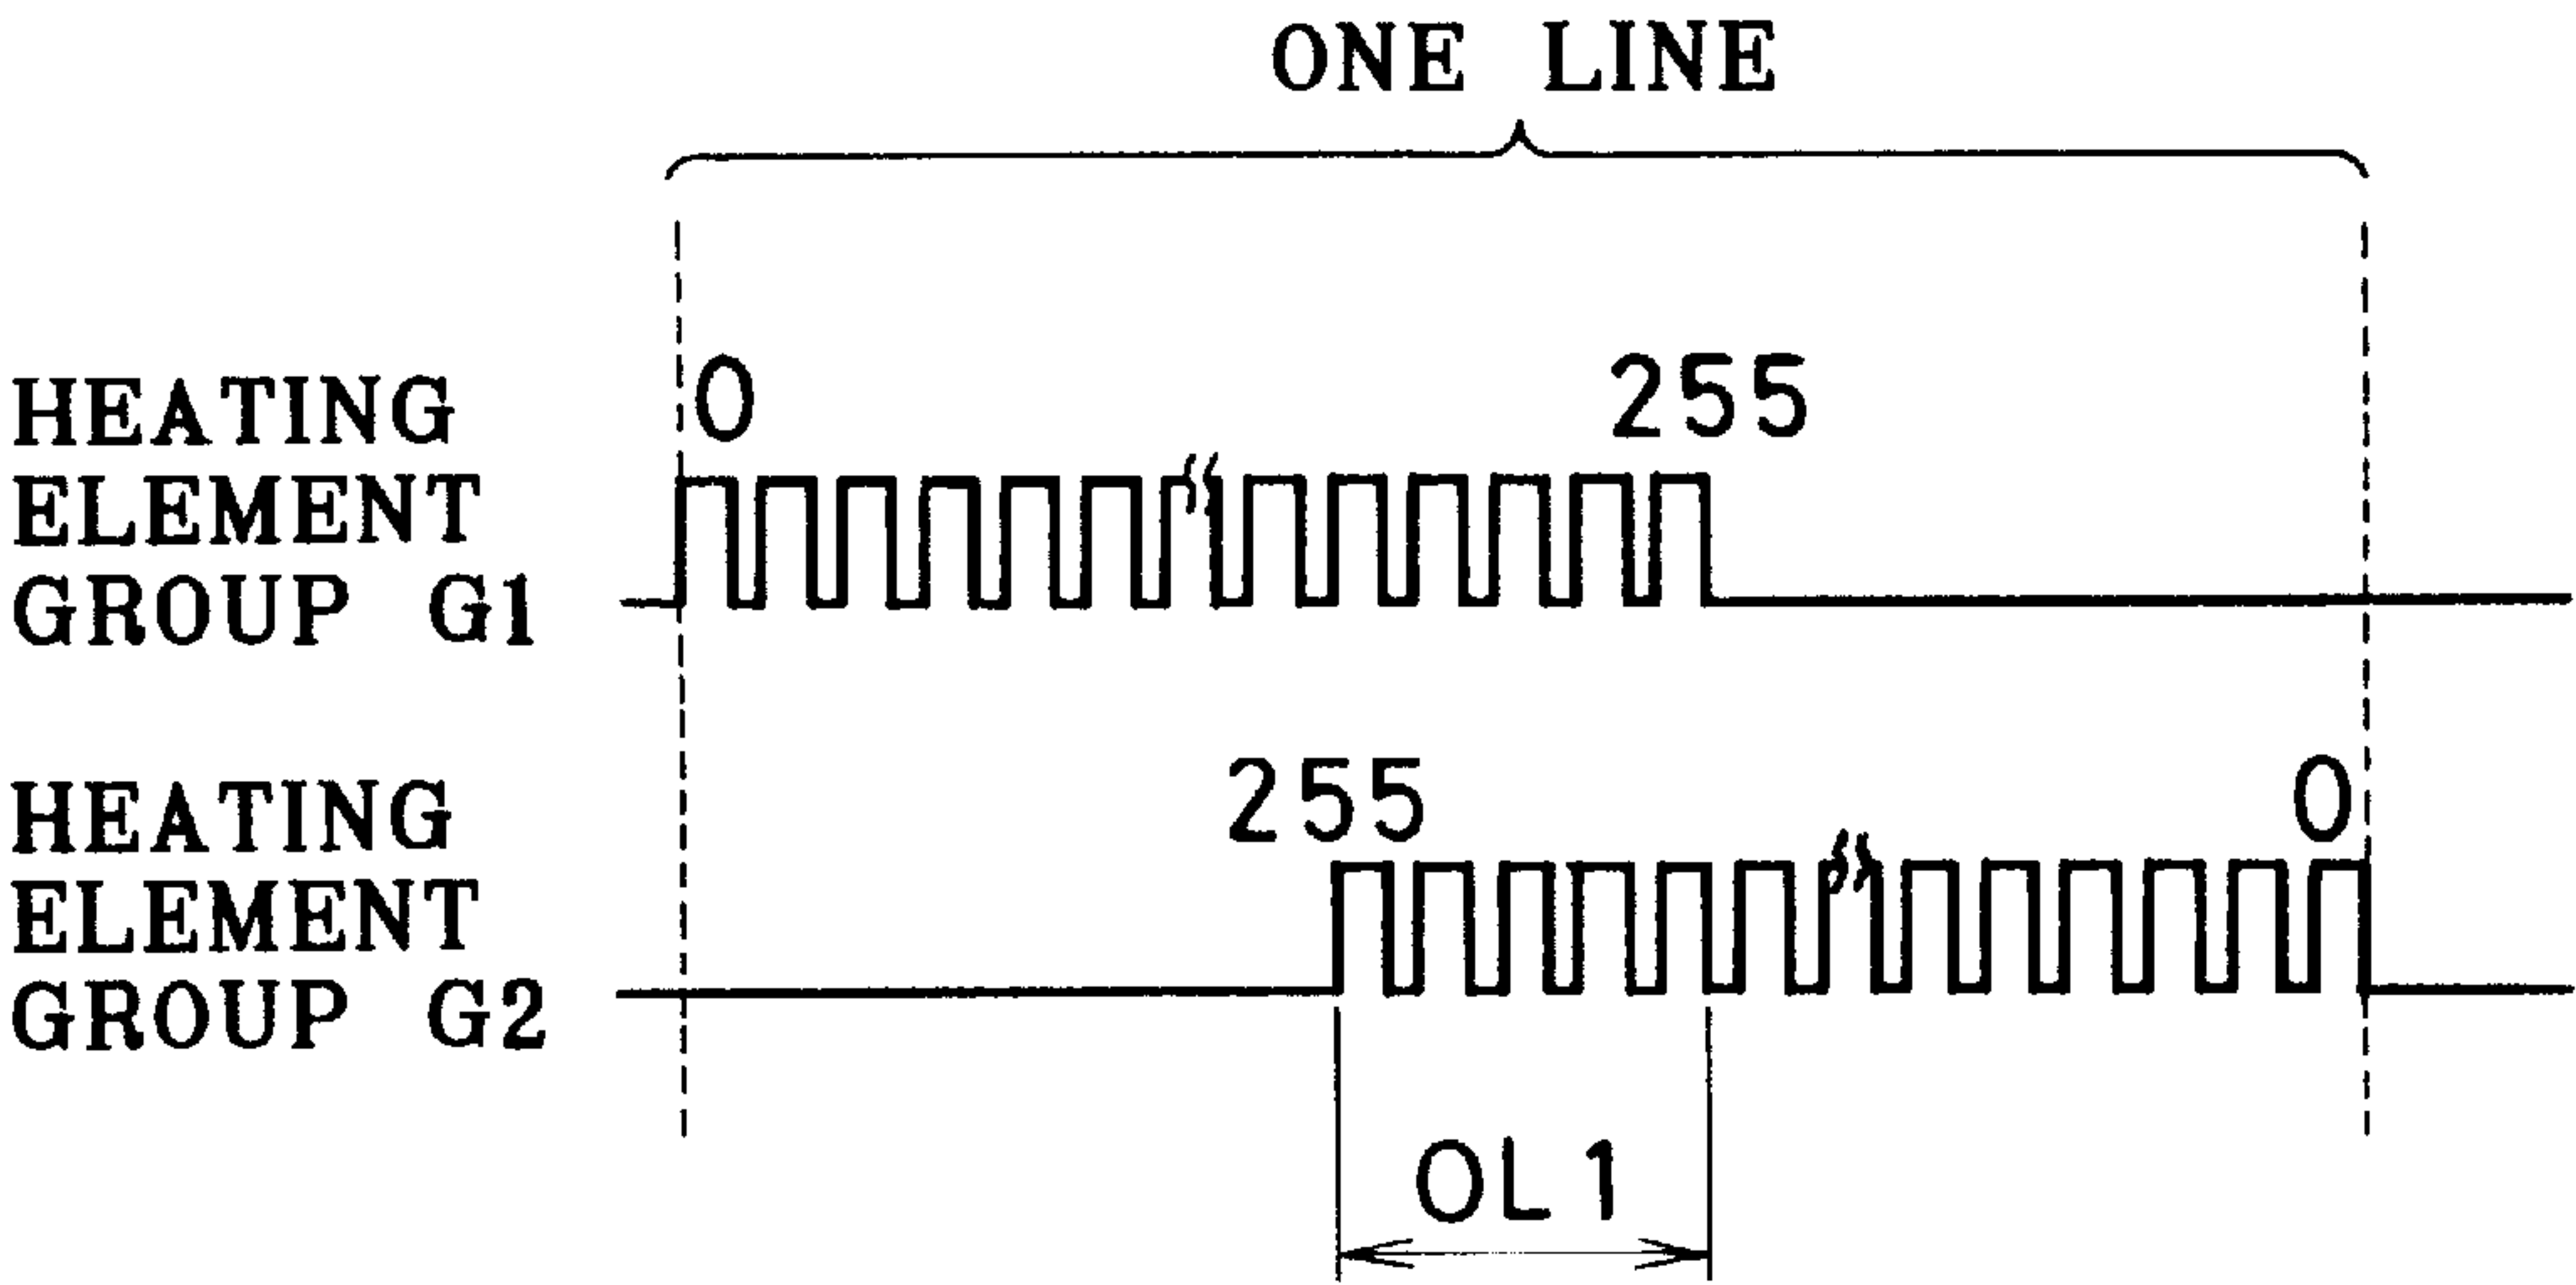 ONE LINE
0 255
HEATING
ELEMENT
GROUP G1
255 0
HEATING
ELEMENT
GROUP G2
OL1